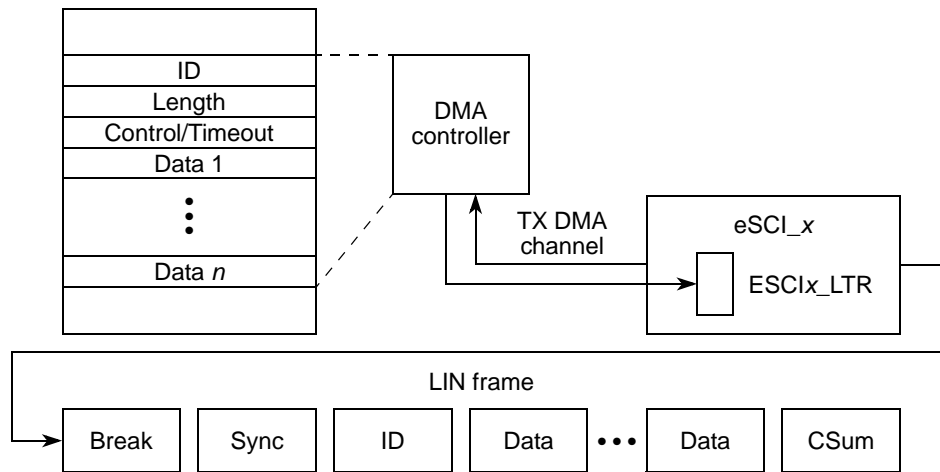 ID
Length
Control/Timeout
Data 1
Data n
DMA
controller
TX DMA
channel
eSCI_x
ESCIx_LTR
LIN frame
Break
Sync
ID
Data
Data
CSum